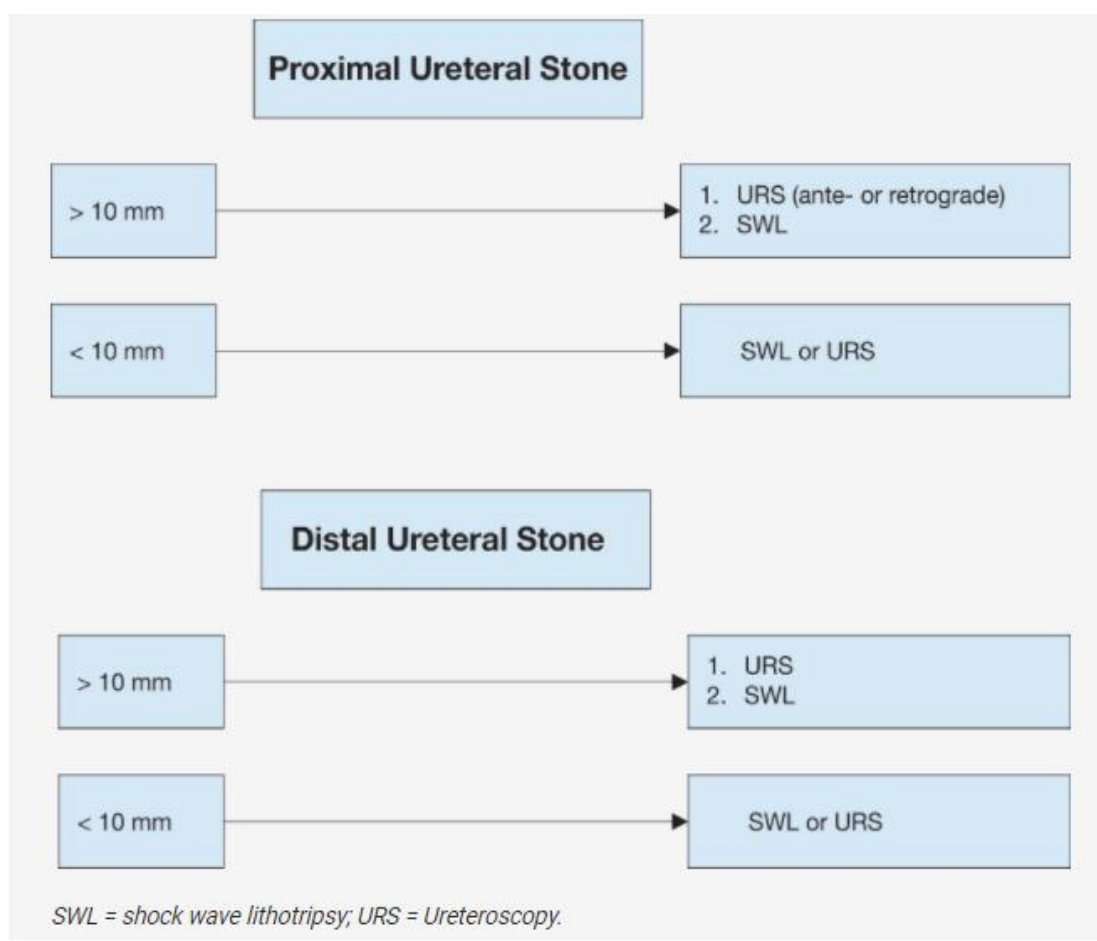 Proximal Ureteral Stone
> 10 mm
1. URS (ante- or retrograde)
2. SWL
< 10 mm
SWL or URS
Distal Ureteral Stone
> 10 mm
1. URS
2. SWL
< 10 mm
SWL or URS
SWL = shock wave lithotripsy; URS = Ureteroscopy.